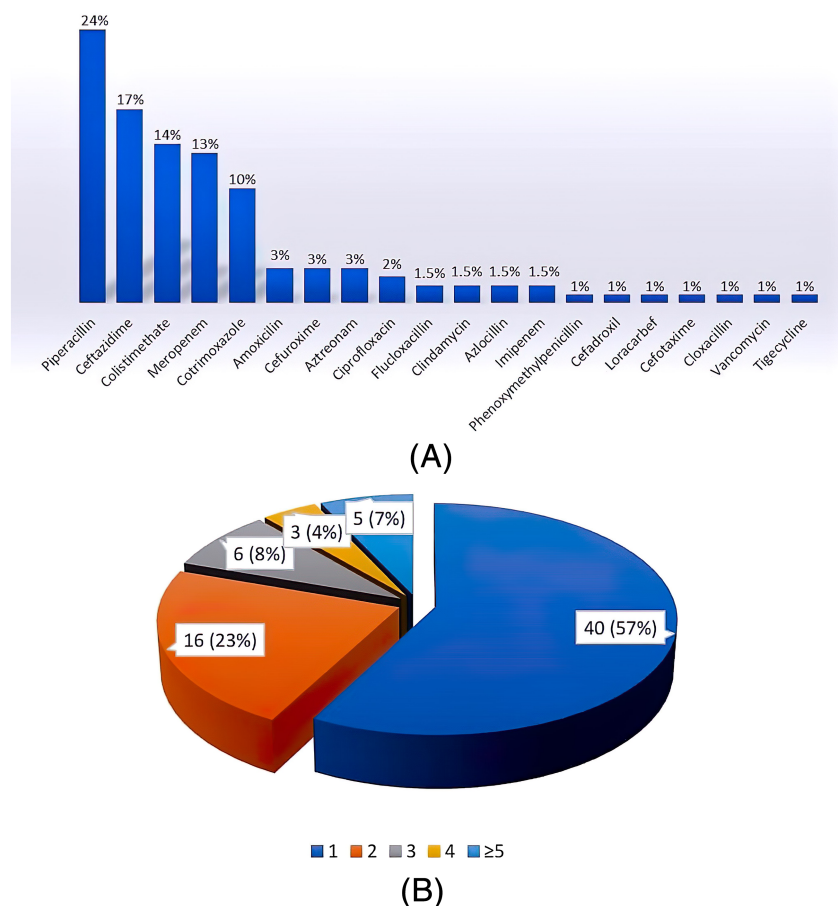 24%
17%
14%
13%
10%
3%
3%
3%
2%
1.5%
1.5%
1.5%
1.5%
1%
1%
1%
1%
1%
1%
1%
Piperacillin
Ceftazidime
Colistimethate
Meropenem
Cotrimoxazole
Amoxicilin
Cefuroxime
Aztreonam
Ciprofloxacin
Flucloxacillin
Clindamycin
Azlocillin
Imipenem
Phenoxymethylpenicillin
Cefadroxil
Loracarbef
Cefotaxime
Cloxacillin
Vancomycin
Tigecycline
(A)
5 (7%)
3 (4%)
6 (8%)
16 (23%)
40 (57%)
1 2 3 4 ≥5
(B)